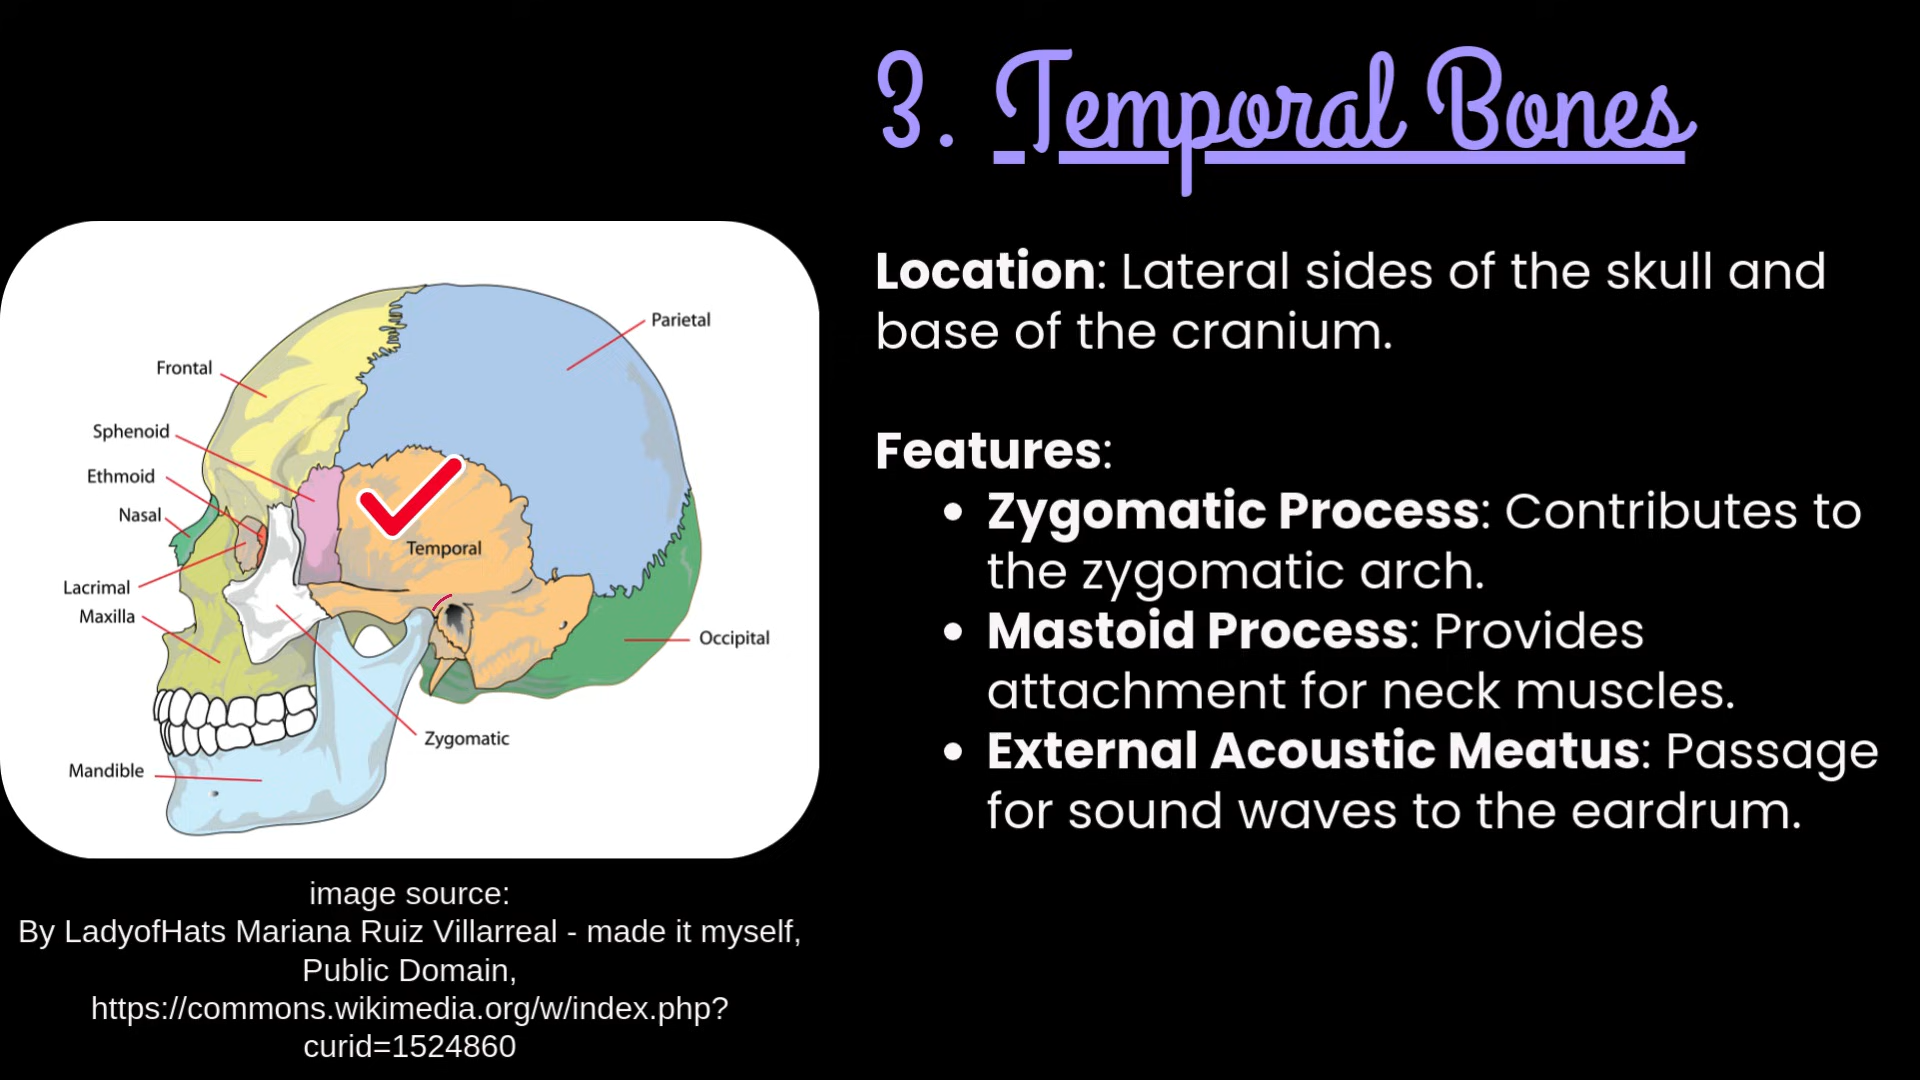 3. Temporal Bones
Location: Lateral sides of the skull and
base of the cranium.
Features:
• Zygomatic Process: Contributes to
the zygomatic arch.
• Mastoid Process: Provides
attachment for neck muscles.
• External Acoustic Meatus: Passage
for sound waves to the eardrum.
Parietal
Frontal
Sphenoid
Ethmoid
Nasal
Temporal
Lacrimal
Maxilla
Occipital
Zygomatic
Mandible
image source:
By LadyofHats Mariana Ruiz Villarreal - made it myself,
Public Domain,
https://commons.wikimedia.org/w/index.php?
curid=1524860